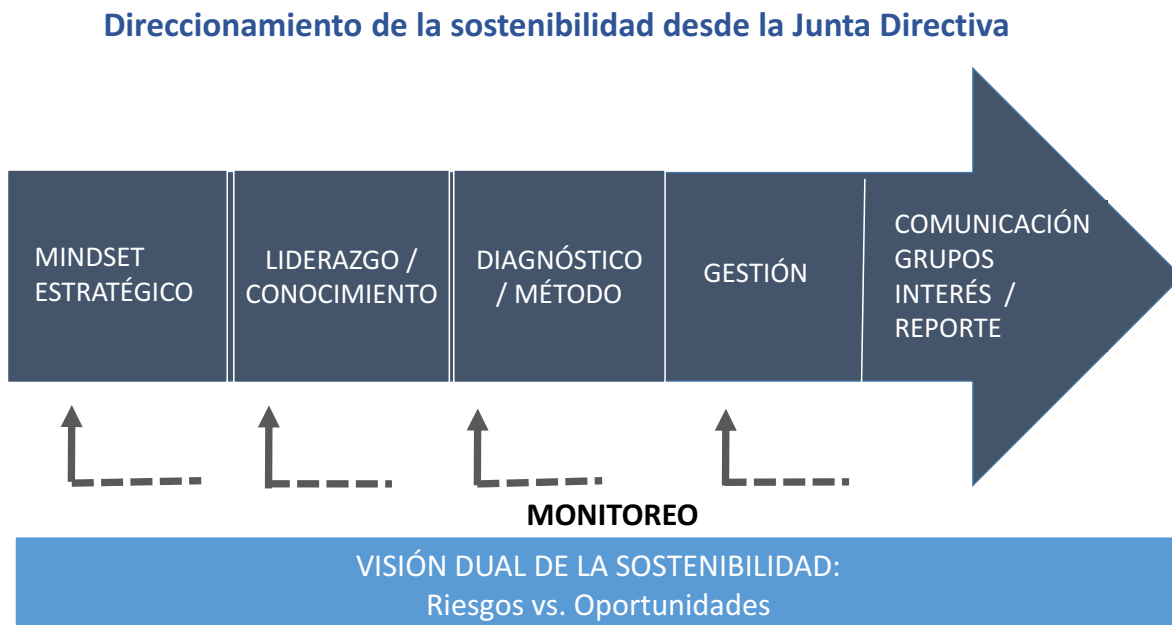 Direccionamiento de la sostenibilidad desde la Junta Directiva
MINDSET
ESTRATÉGICO
LIDERAZGO /
CONOCIMIENTO
DIAGNÓSTICO
/ MÉTODO
GESTIÓN
COMUNICACIÓN
GRUPOS
INTERÉS /
REPORTE
MONITOREO
VISIÓN DUAL DE LA SOSTENIBILIDAD:
Riesgos vs. Oportunidades